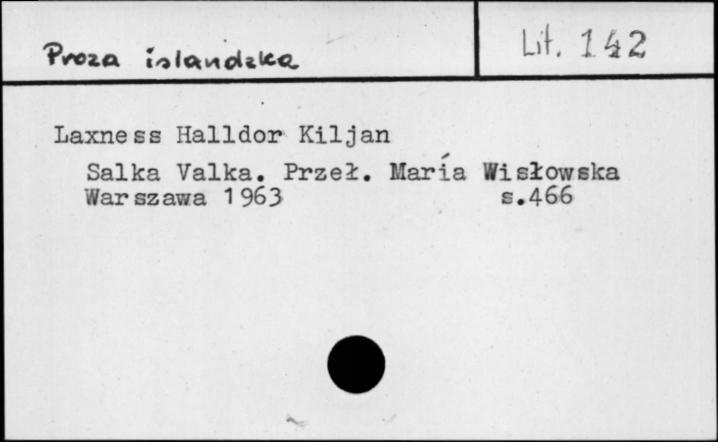 Proza islandzka
Lit. 142
Laxness Halldor Kiljan
Salka Valka. Przeł. María Wisłowska
Warszawa 1963 s.466